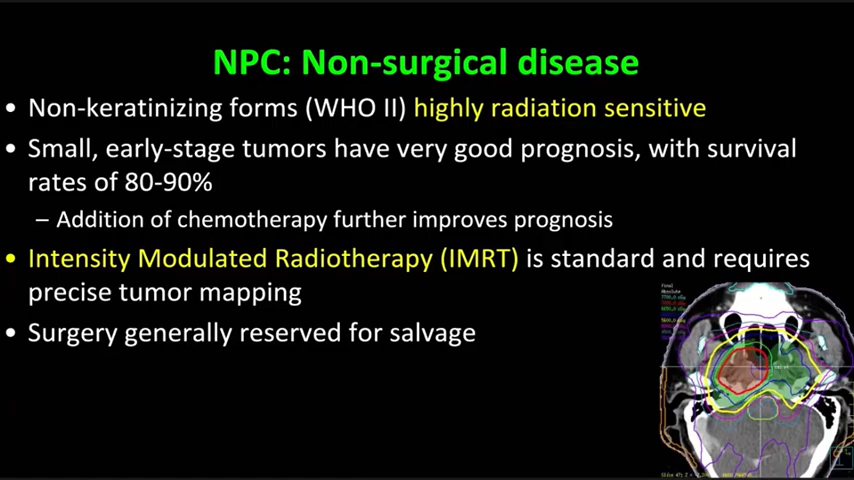 NPC: Non-surgical disease
• Non-keratinizing forms (WHO II) highly radiation sensitive
• Small, early-stage tumors have very good prognosis, with survival
rates of 80-90%
– Addition of chemotherapy further improves prognosis
• Intensity Modulated Radiotherapy (IMRT) is standard and requires
precise tumor mapping
• Surgery generally reserved for salvage
Absolute